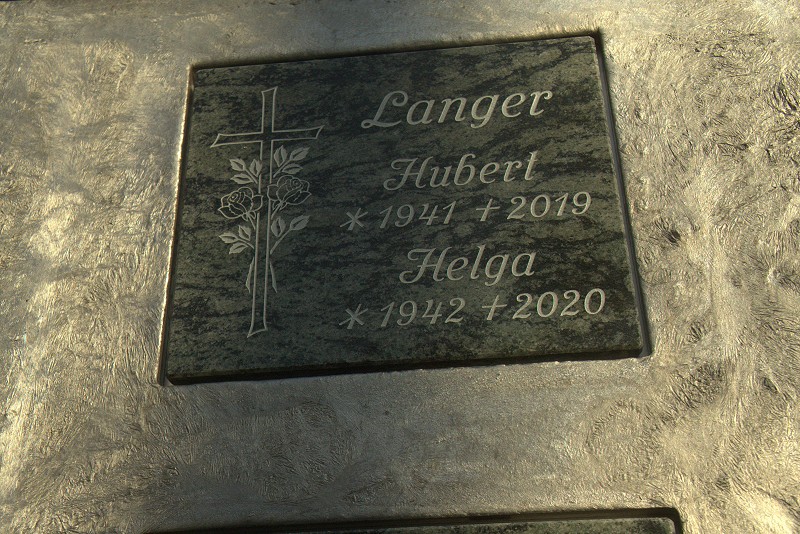 Langer
Hubert
* 1941 + 2019
Helga
* 1942 + 2020